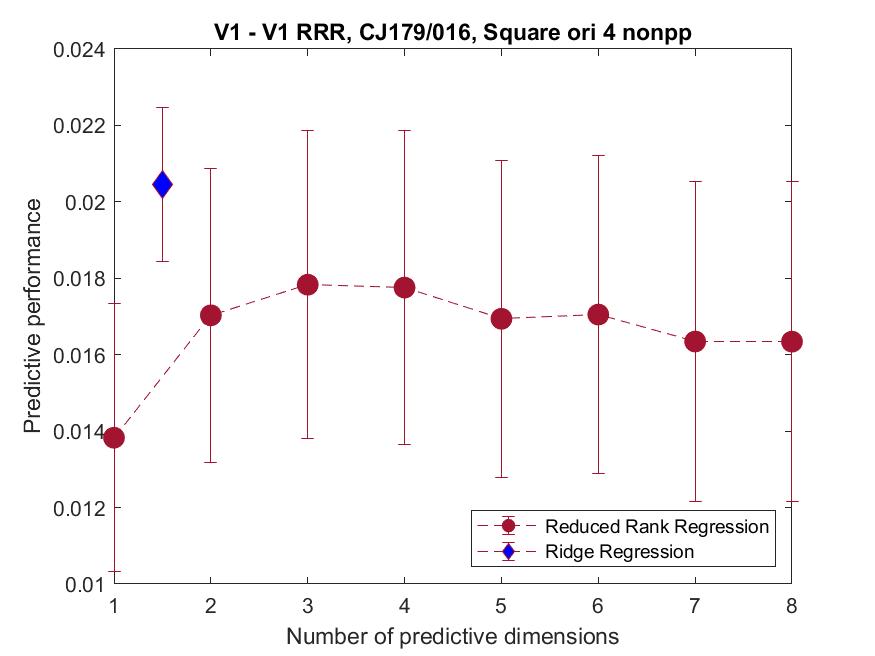 V1 - V1 RRR, CJ179/016, Square ori 4 nonpp
0.024
0.022
0.02
0.018
0.016
0.014
0.012
0.01
Predictive performance
1 2 3 4 5 6 7 8
Number of predictive dimensions
Reduced Rank Regression
Ridge Regression